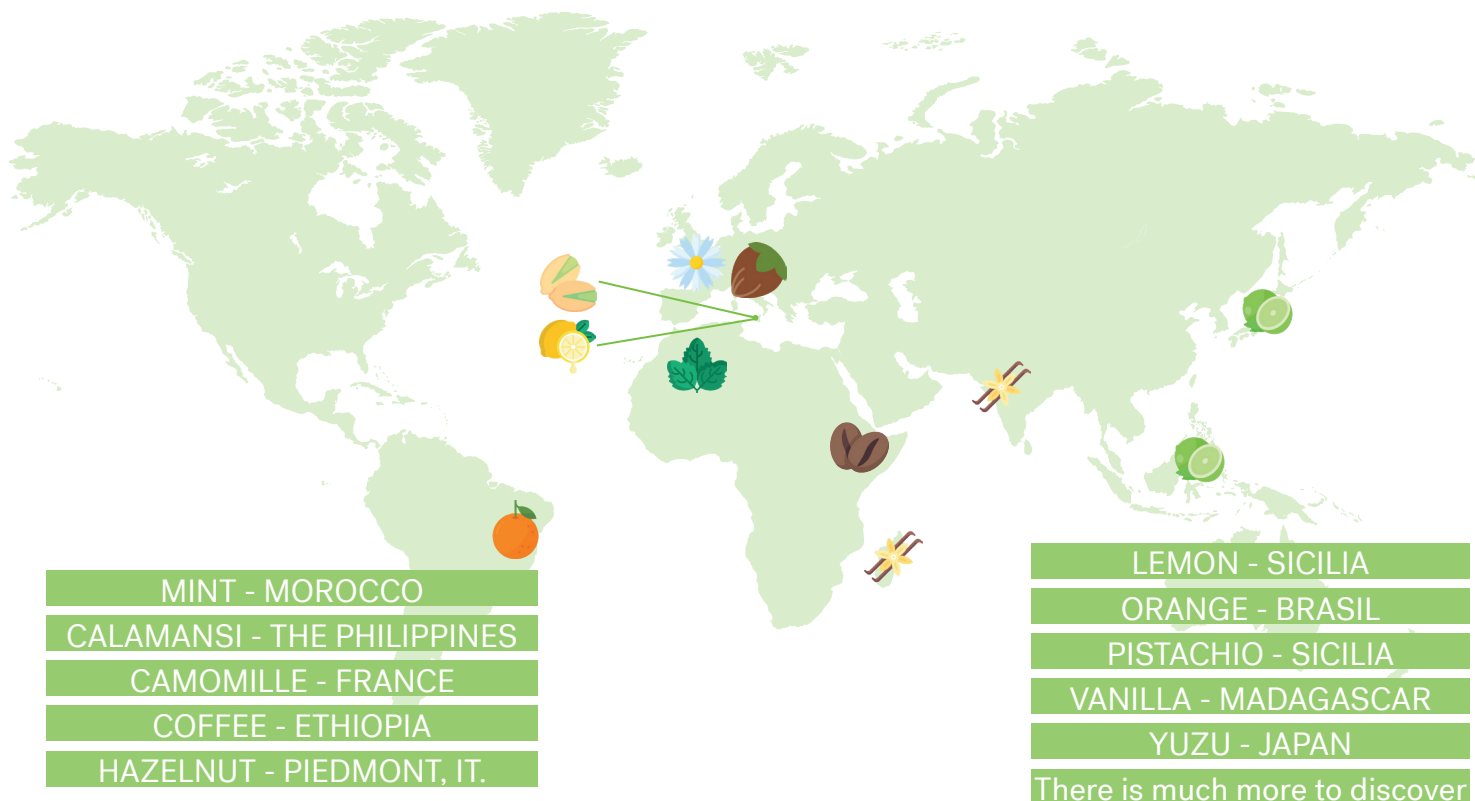 MINT - MOROCCO
CALAMANSI - THE PHILIPPINES
CAMOMILLE - FRANCE
COFFEE - ETHIOPIA
HAZELNUT - PIEDMONT, IT.
LEMON - SICILIA
ORANGE - BRASIL
PISTACHIO - SICILIA
VANILLA - MADAGASCAR
YUZU - JAPAN
There is much more to discover